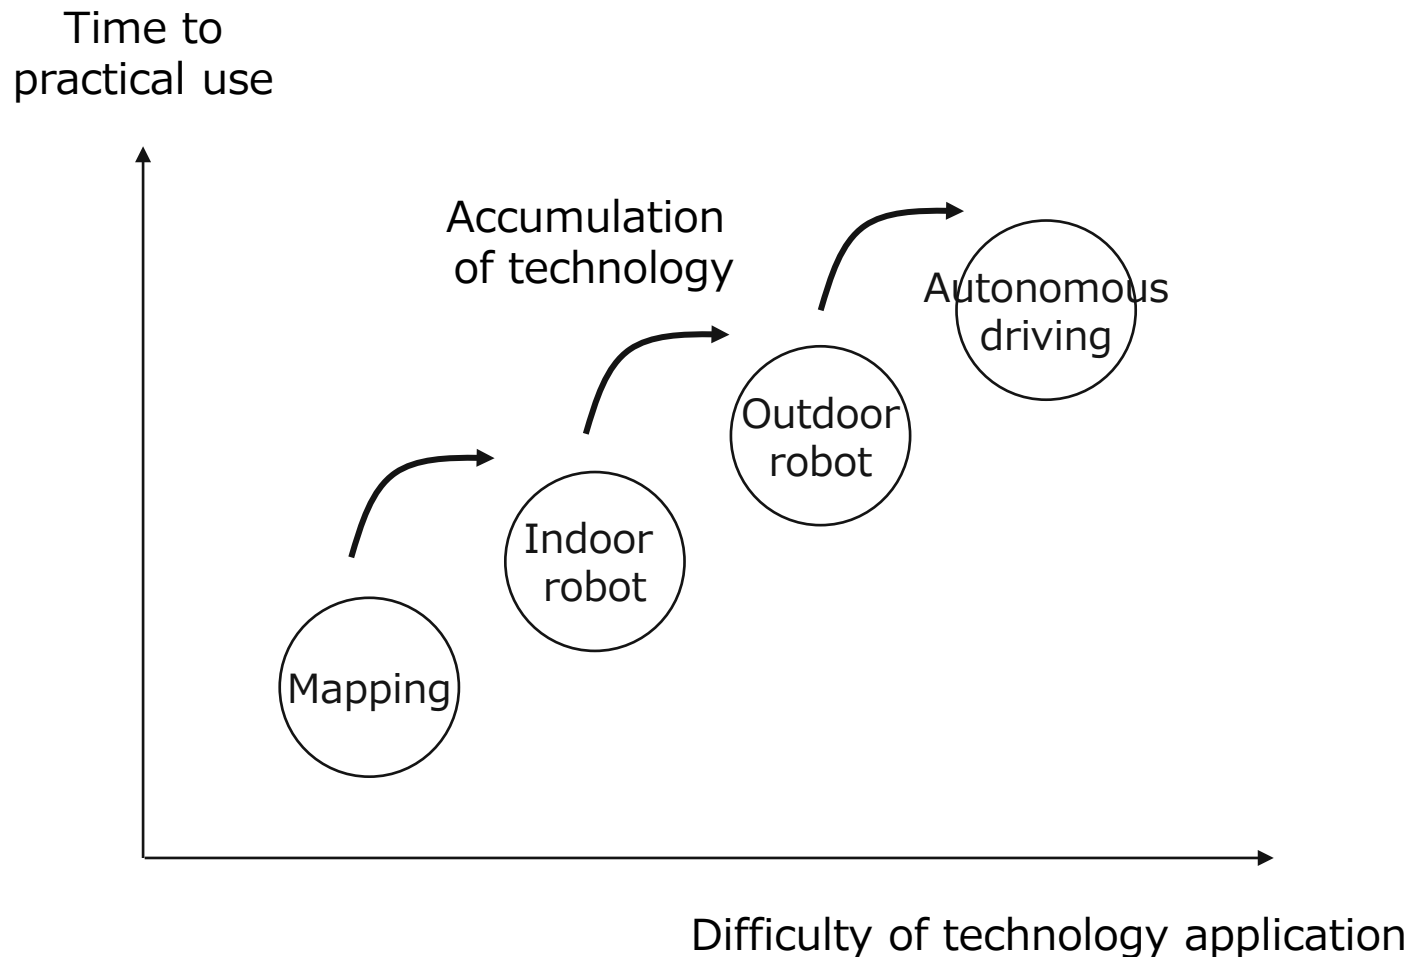 Time to
practical use
Accumulation
of technology
Autonomous
driving
Outdoor
robot
Indoor
robot
Mapping
Difficulty of technology application